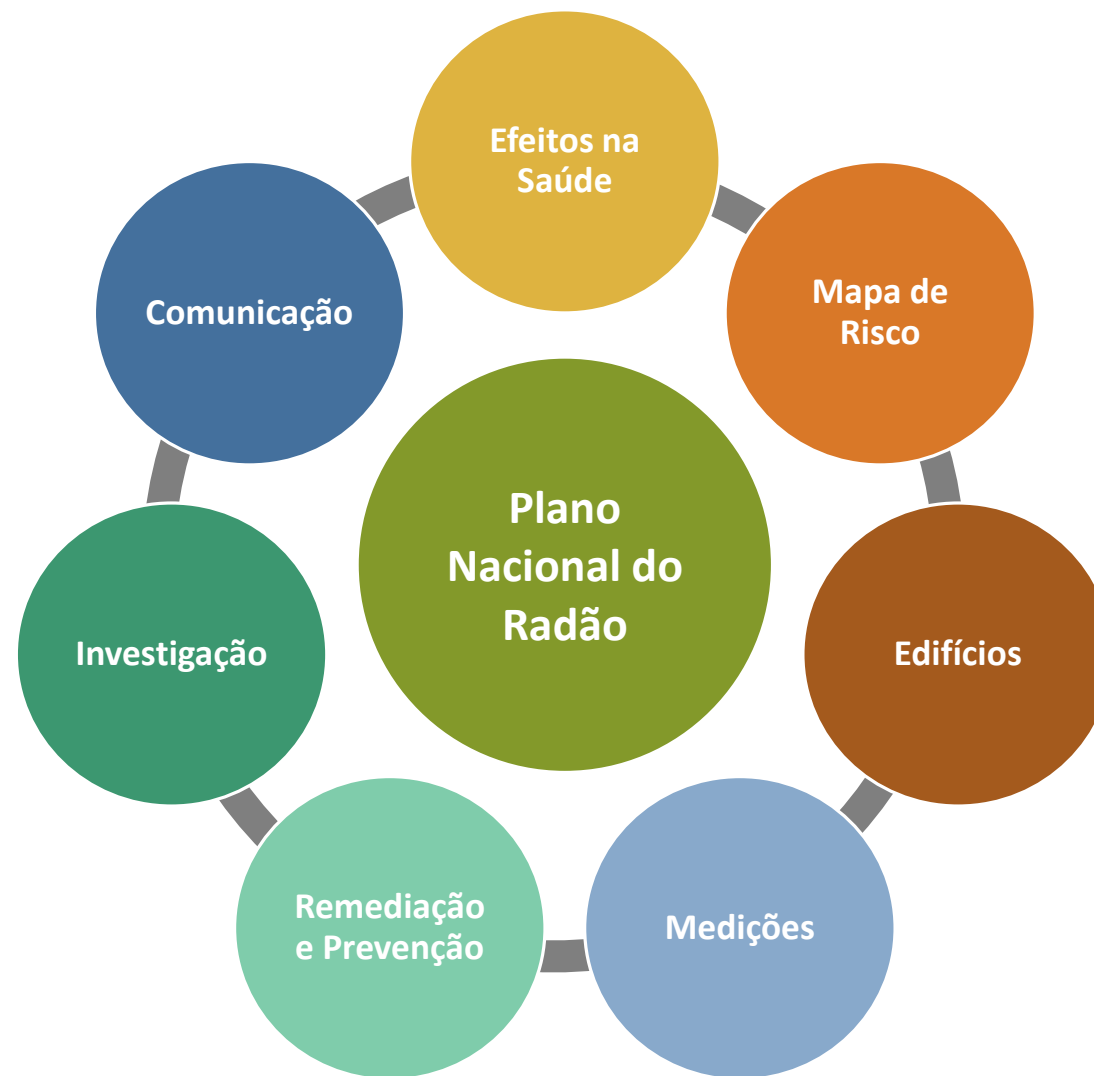 Efeitos na
Saúde
Mapa de
Risco
Comunicação
Plano
Nacional do
Radão
Edifícios
Investigação
Remediação
e Prevenção
Medições